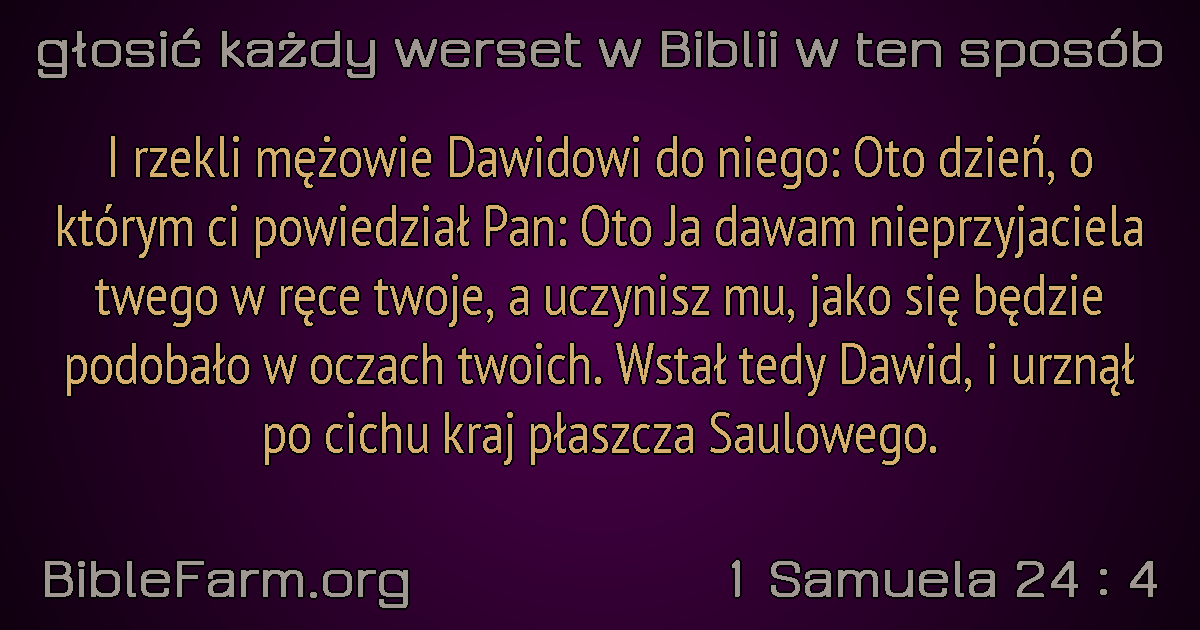 głosić każdy werset w Biblii w ten sposób
I rzekli mężowie Dawidowi do niego: Oto dzień, o
którym ci powiedział Pan: Oto Ja dawam nieprzyjaciela
twego w ręce twoje, a uczynisz mu, jako się będzie
podobało w oczach twoich. Wstał tedy Dawid, i urznął
po cichu kraj płaszcza Saulowego.
BibleFarm.org
1 Samuela 24 : 4